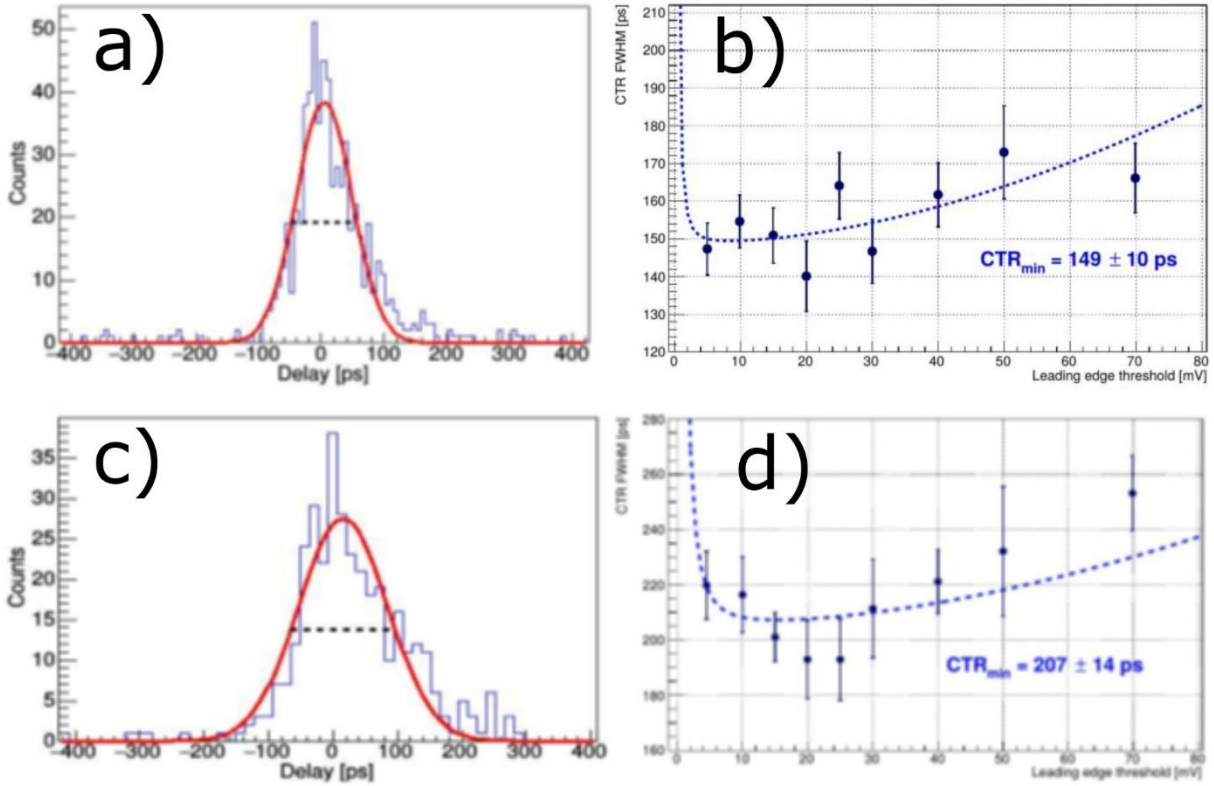 a)
50
40
30
20
10
0
Counts
−400 −300 −200 −100 0 100 200 300 400
Delay [ps]
b)
CTR FWHM [ps]
210
200
190
180
170
160
150
140
130
120
CTRmin = 149 ± 10 ps
0 10 20 30 40 50 60 70 80
Leading edge threshold [mV]
c)
35
30
25
20
15
10
5
0
Counts
−400 −300 −200 −100 0 100 200 300 400
Delay [ps]
d)
CTR FWHM [ps]
280
260
240
220
200
180
160
CTRmin = 207 ± 14 ps
0 10 20 30 40 50 60 70 80
Leading edge threshold [mV]